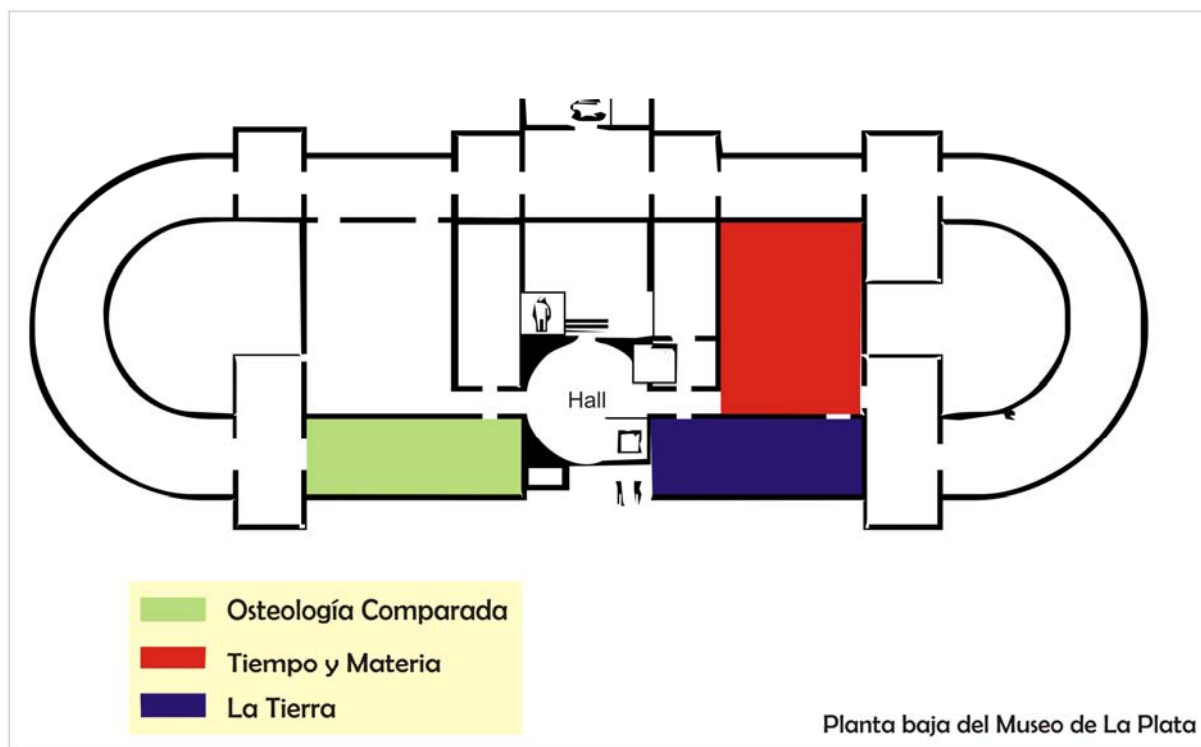 Hall
Osteología Comparada
Tiempo y Materia
La Tierra
Planta baja del Museo de La Plata